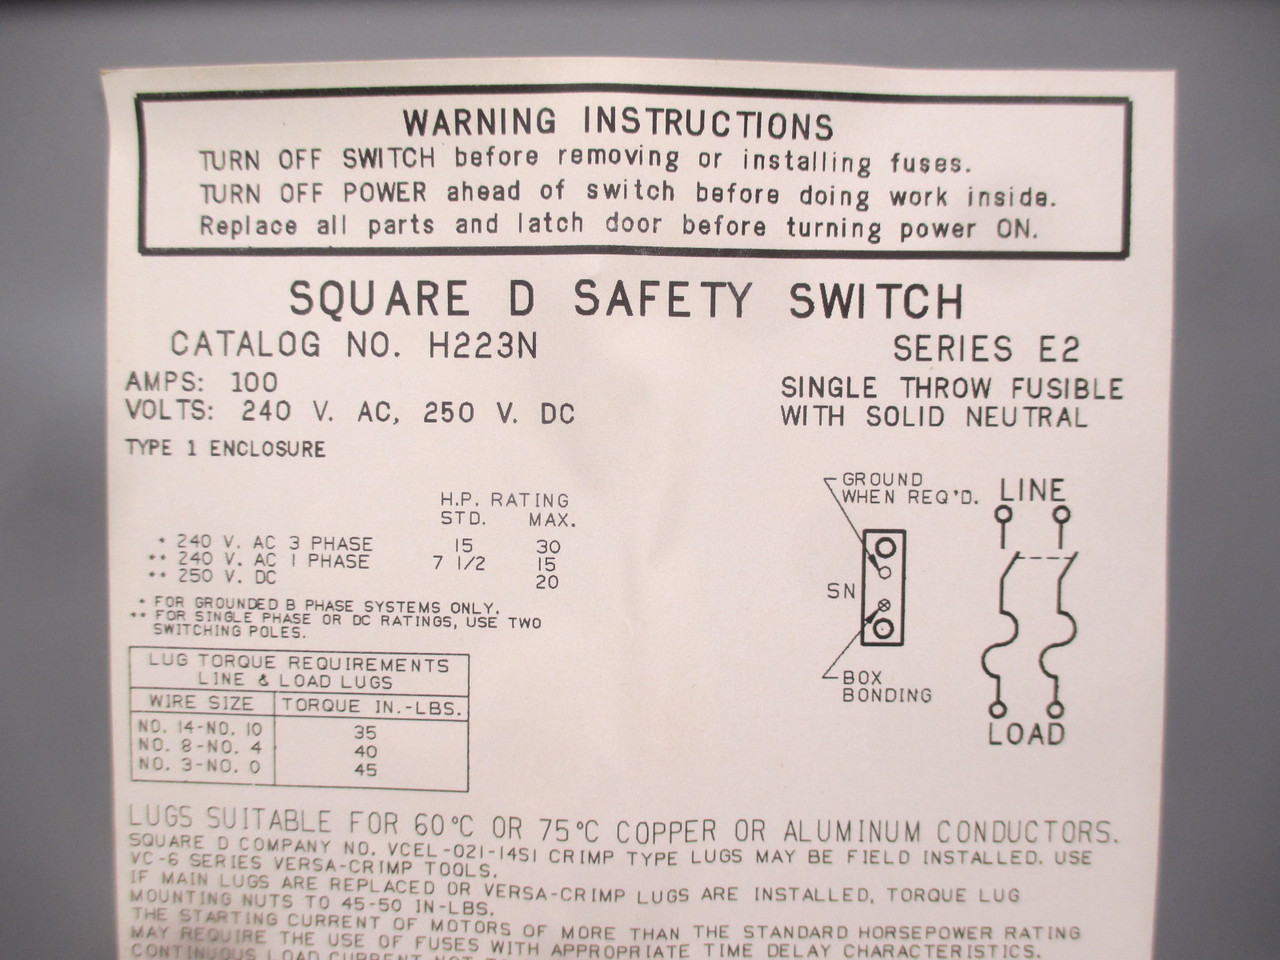 WARNING INSTRUCTIONS
TURN OFF SWITCH before removing or installing fuses.
TURN OFF POWER ahead of switch before doing work inside.
Replace all parts and latch door before turning power ON.
SQUARE D SAFETY SWITCH
CATALOG NO. H223N
SERIES E2
AMPS: 100
VOLTS: 240 V. AC, 250 V. DC
SINGLE THROW FUSIBLE
WITH SOLID NEUTRAL
TYPE 1 ENCLOSURE
H.P. RATING
STD. MAX.
* 240 V. AC 3 PHASE 15 30
** 240 V. AC 1 PHASE 7 1/2 15
** 250 V. DC 20
* FOR GROUNDED B PHASE SYSTEMS ONLY.
** FOR SINGLE PHASE OR DC RATINGS, USE TWO
SWITCHING POLES.
GROUND
WHEN REQ'D.
LINE
SN
BOX
BONDING
LOAD
LUG TORQUE REQUIREMENTS
LINE & LOAD LUGS
WIRE SIZE TORQUE IN.-LBS.
NO. 14-NO. 10 35
NO. 8-NO. 4 40
NO. 3-NO. 0 45
LUGS SUITABLE FOR 60°C OR 75°C COPPER OR ALUMINUM CONDUCTORS.
SQUARE D COMPANY NO. VCEL-021-14S1 CRIMP TYPE LUGS MAY BE FIELD INSTALLED. USE
VC-6 SERIES VERSA-CRIMP TOOLS.
IF MAIN LUGS ARE REPLACED OR VERSA-CRIMP LUGS ARE INSTALLED, TORQUE LUG
MOUNTING NUTS TO 45-50 IN-LBS.
THE STARTING CURRENT OF MOTORS OF MORE THAN THE STANDARD HORSEPOWER RATING
MAY REQUIRE THE USE OF FUSES WITH APPROPRIATE TIME DELAY CHARACTERISTICS.
CONTINUOUS LOAD CURRENT NOT